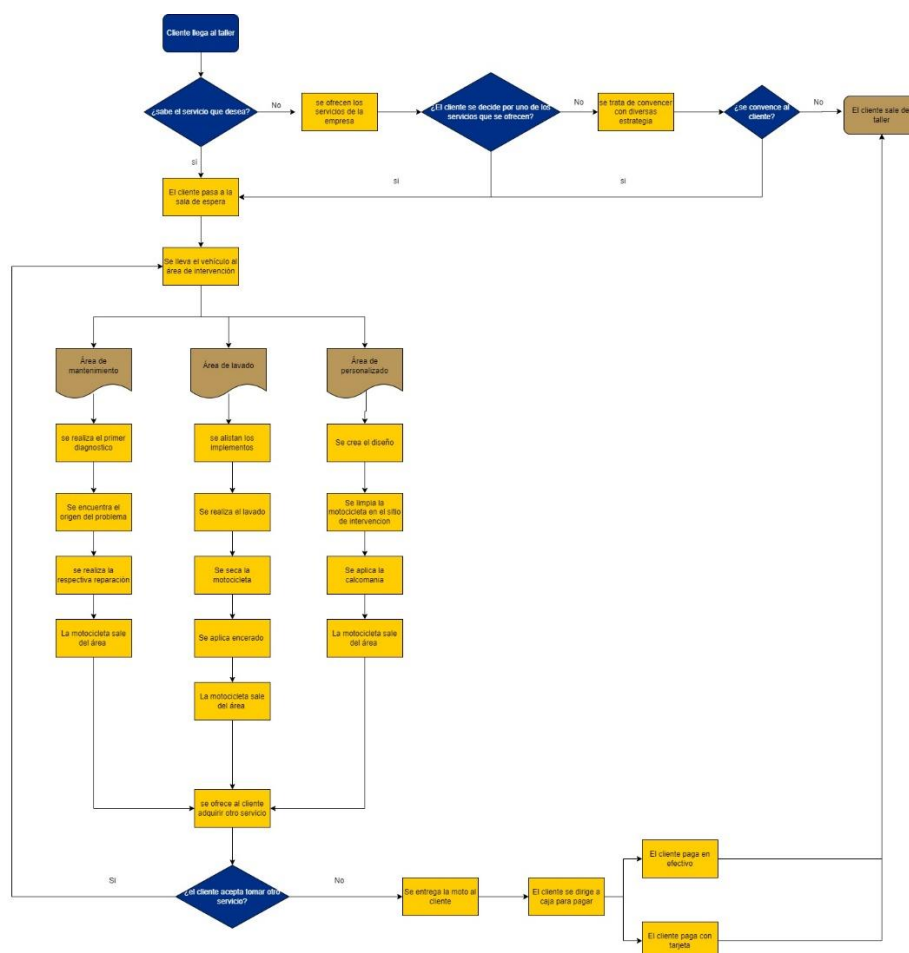 Cliente llega al taller
¿sabe el servicio que desea?
No
se ofrecen los
servicios de la
empresa
¿El cliente se decide por uno de los
servicios que se ofrecen?
No
se trata de convencer
con diversas
estrategia
¿se convence al
cliente?
No
El cliente sale del
taller
si
si
si
El cliente pasa a la
sala de espera
Se lleva el vehículo al
área de intervención
Área de
mantenimiento
Área de lavado
Área de
personalizado
se realiza el primer
diagnostico
se alistan los
implementos
Se crea el diseño
Se encuentra el
origen del problema
Se realiza el lavado
Se limpia la
motocicleta en el sitio
de intervencion
se realiza la
respectiva reparación
Se seca la
motocicleta
Se aplica la
calcomania
La motocicleta sale
del área
Se aplica encerado
La motocicleta sale
del área
La motocicleta sale
del área
se ofrece al cliente
adquirir otro servicio
Si
¿el cliente acepta tomar otro
servicio?
No
Se entrega la moto al
cliente
El cliente se dirige a
caja para pagar
El cliente paga en
efectivo
El cliente paga con
tarjeta